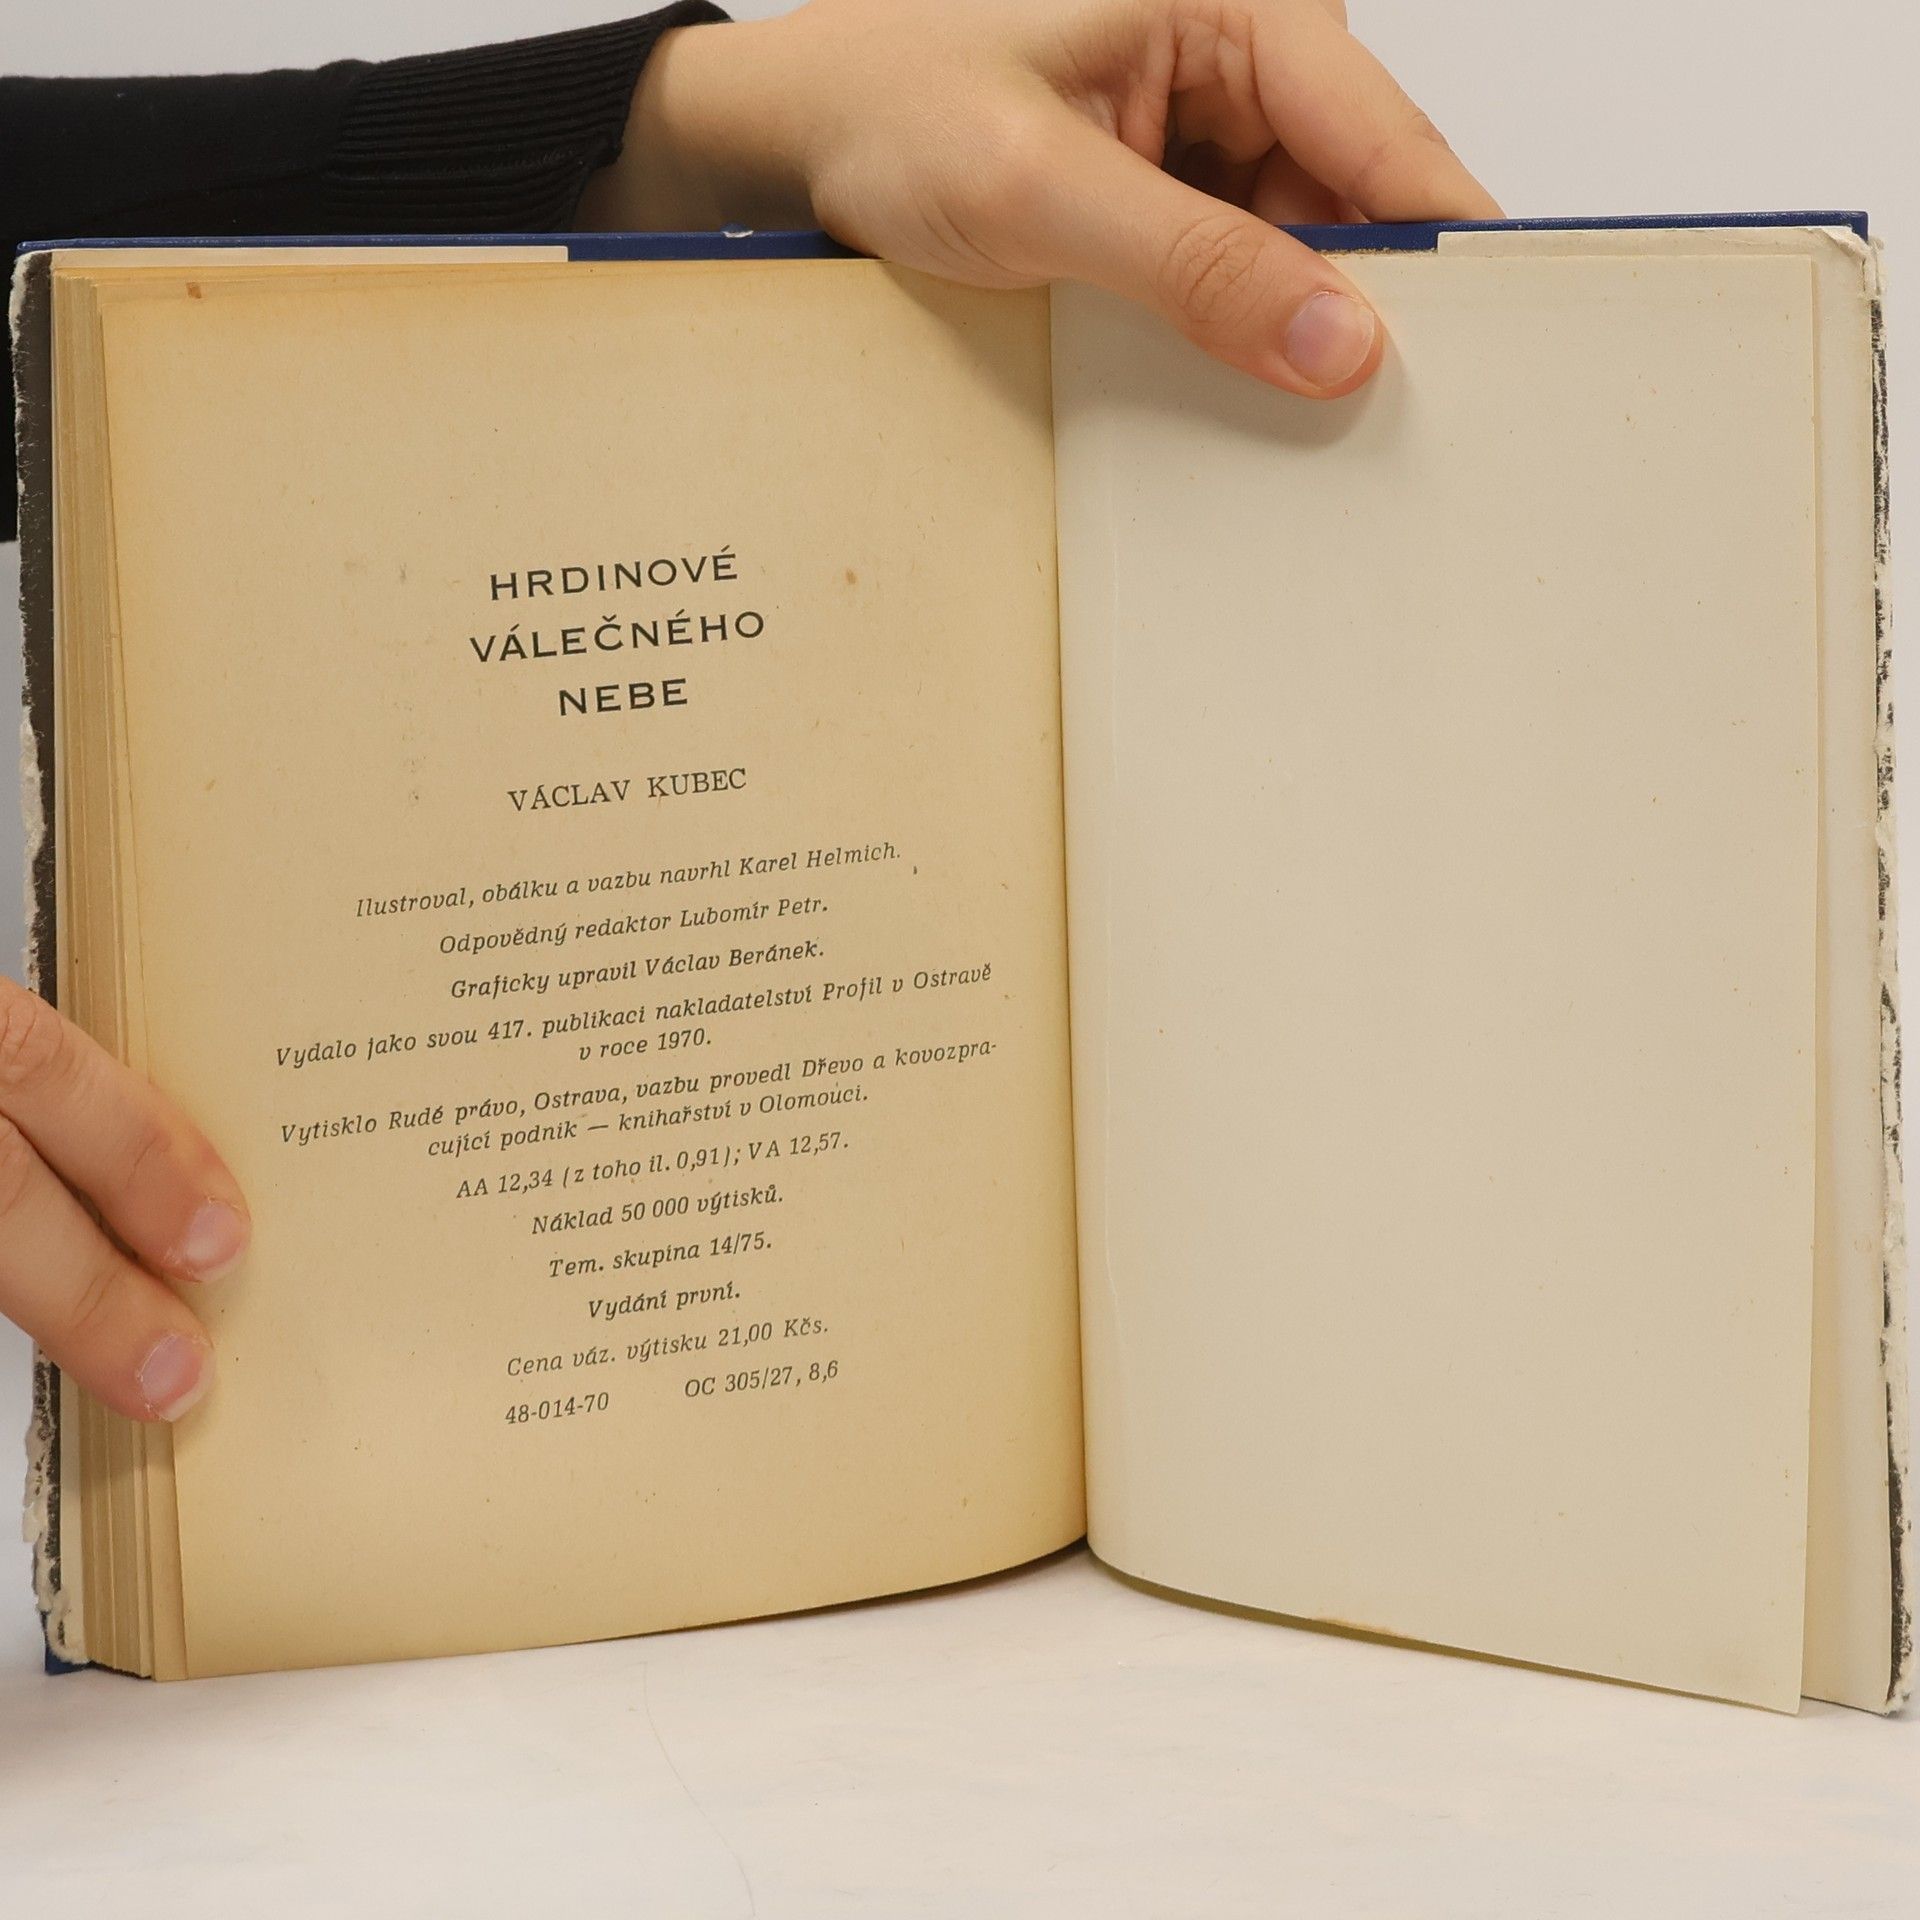 HRDINOVÉ
VÁLEČNÉHO
NEBE
VÁCLAV KUBEC
Ilustroval, obálku a vazbu navrhl Karel Helmich.
Odpovědný redaktor Lubomír Petr.
Graficky upravil Václav Beránek.
Vydalo jako svou 417. publikaci nakladatelství Profil v Ostravě
v roce 1970.
Vytisklo Rudé právo, Ostrava, vazbu provedl Dřevo a kovozpra-
cující podnik — knihařství v Olomouci.
AA 12,34 (z toho il. 0,91); VA 12,57.
Náklad 50 000 výtisků.
Tem. skupina 14/75.
Vydání první.
Cena váz. výtisku 21,00 Kčs.
48-014-70 OC 305/27, 8,6